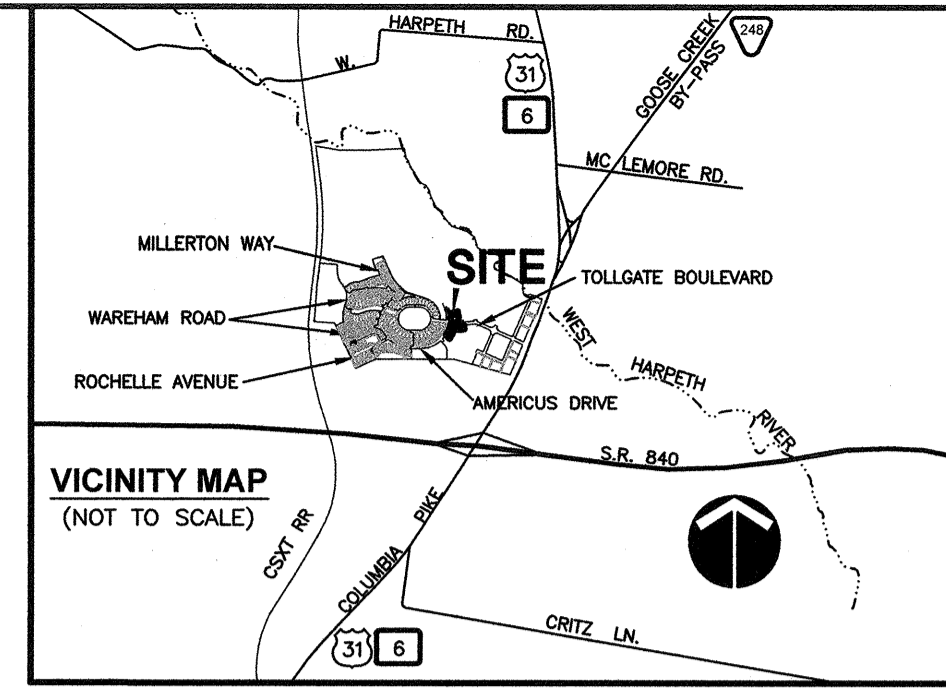 HARPETH RD.
W.
31
6
GOOSE CREEK
BY-PASS
248
MC LEMORE RD.
MILLERTON WAY
SITE
TOLLGATE BOULEVARD
WAREHAM ROAD
WEST HARPETH RIVER
ROCHELLE AVENUE
AMERICUS DRIVE
S.R. 840
VICINITY MAP
(NOT TO SCALE)
CSXT RR
COLUMBIA PIKE
31
6
CRITZ LN.